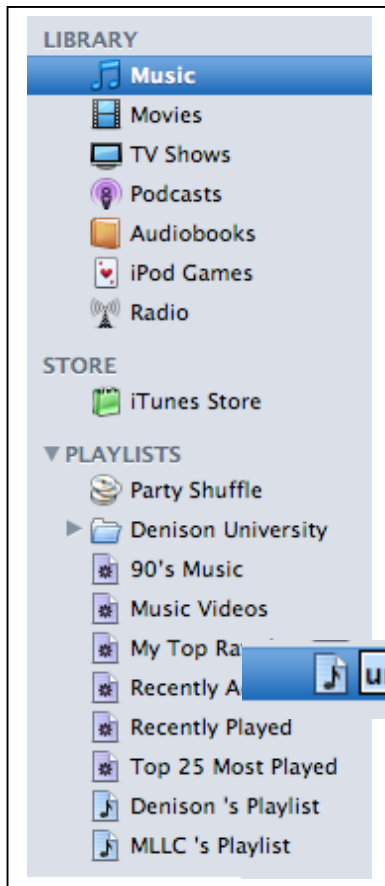 LIBRARY
Music
Movies
TV Shows
Podcasts
Audiobooks
iPod Games
Radio
STORE
iTunes Store
PLAYLISTS
Party Shuffle
Denison University
90's Music
Music Videos
My Top
Recently
Recently Played
Top 25 Most Played
Denison 's Playlist
MLLC 's Playlist